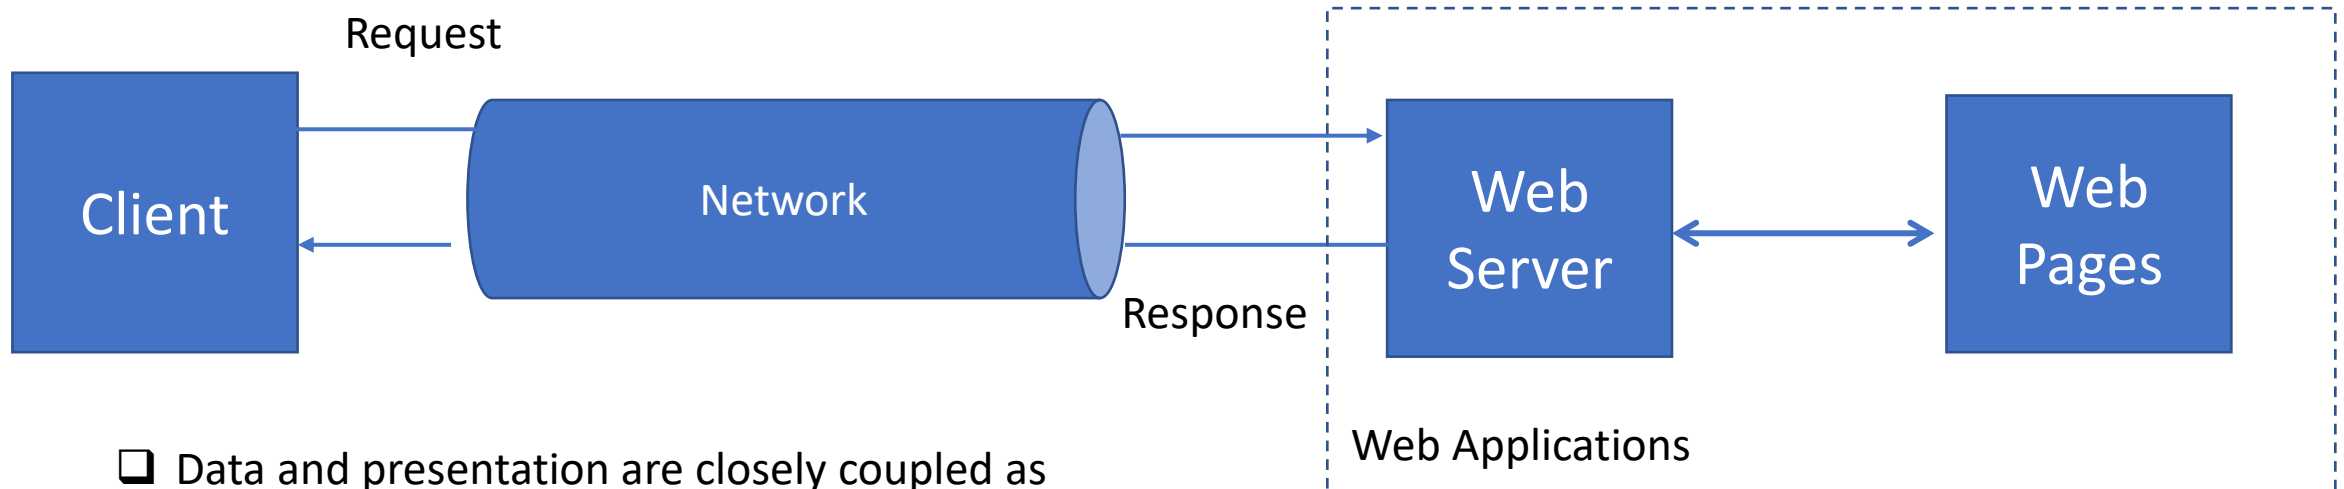 Request
Client
Network
Web
Server
Web
Pages
Response
Web Applications
❑ Data and presentation are closely coupled as